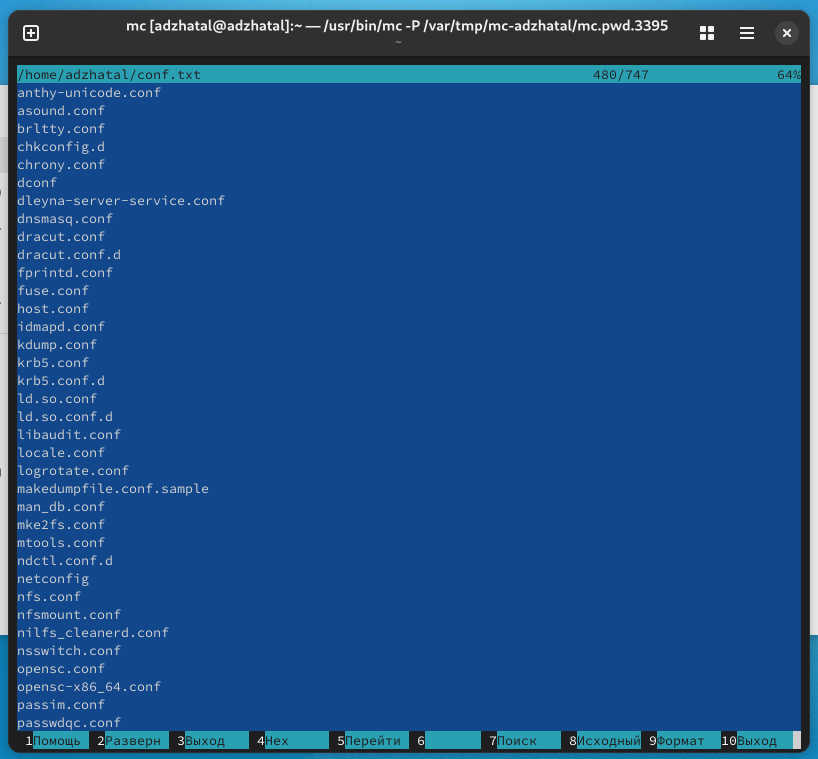 mc [adzhatal@adzhatal]:~ — /usr/bin/mc -P /var/tmp/mc-adzhatal/mc.pwd.3395
~
/home/adzhatal/conf.txt 480/747 64%
anthy-unicode.conf
asound.conf
brltty.conf
chkconfig.d
chrony.conf
dconf
dleyna-server-service.conf
dnsmasq.conf
dracut.conf
dracut.conf.d
fprintd.conf
fuse.conf
host.conf
idmapd.conf
kdump.conf
krb5.conf
krb5.conf.d
ld.so.conf
ld.so.conf.d
libaudit.conf
locale.conf
logrotate.conf
makedumpfile.conf.sample
man_db.conf
mke2fs.conf
mtools.conf
ndctl.conf.d
netconfig
nfs.conf
nfsmount.conf
nilfs_cleanerd.conf
nsswitch.conf
opensc.conf
opensc-x86_64.conf
passim.conf
passwdqc.conf
1Помощь 2Разверн 3Выход 4Hex 5Перейти 6 7Поиск 8Исходный 9Формат 10Выход